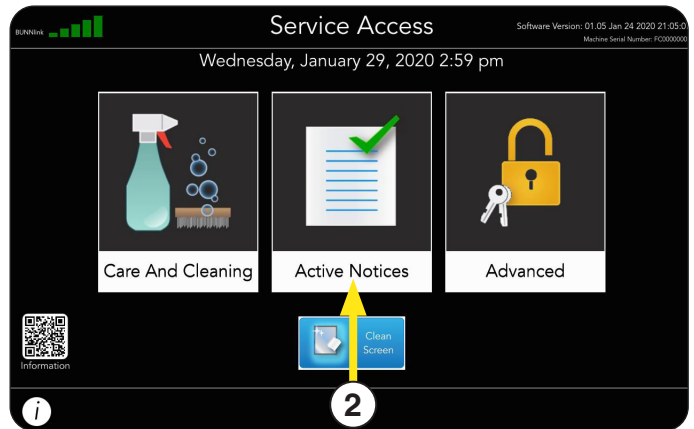 BUNNlink
Service Access
Software Version: 01.05 Jan 24 2020 21:05:0
Machine Serial Number: FC0000000
Wednesday, January 29, 2020 2:59 pm
Care And Cleaning
Active Notices
Advanced
Clean
Screen
Information
i
2